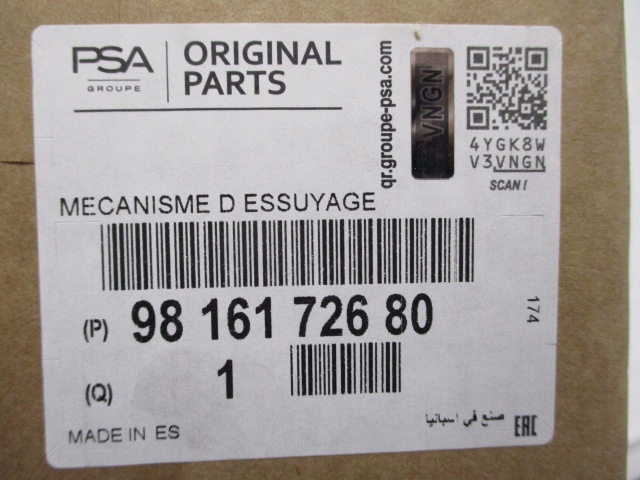 PSA
GROUPE
ORIGINAL
PARTS
qr.groupe-psa.com
VNGN
4YGK8W
V3VNGN
SCAN!
MECANISME D ESSUYAGE
(P) 98 161 726 80
174
(Q) 1
MADE IN ES
صنع في اسبانيا
EAC